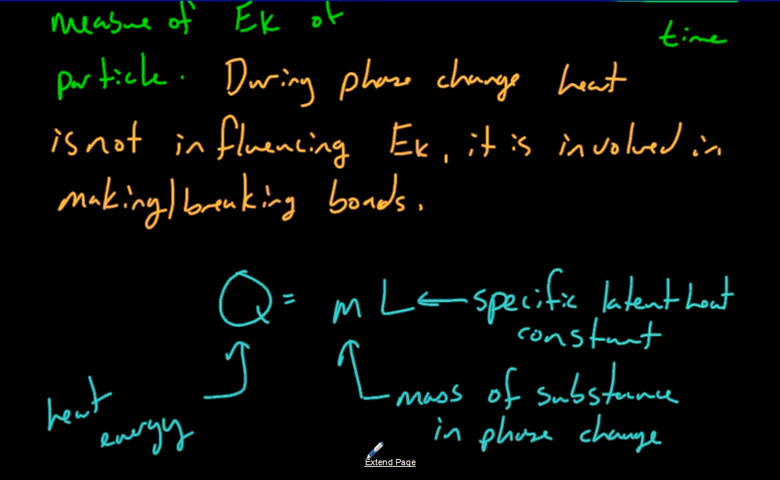 measure of Ek of
time
particle. During phase change heat
is not influencing Ek, it is involved in
making/breaking bonds.
Q = mL ← specific latent heat
constant
heat
energy
mass of substance
in phase change
Extend Page